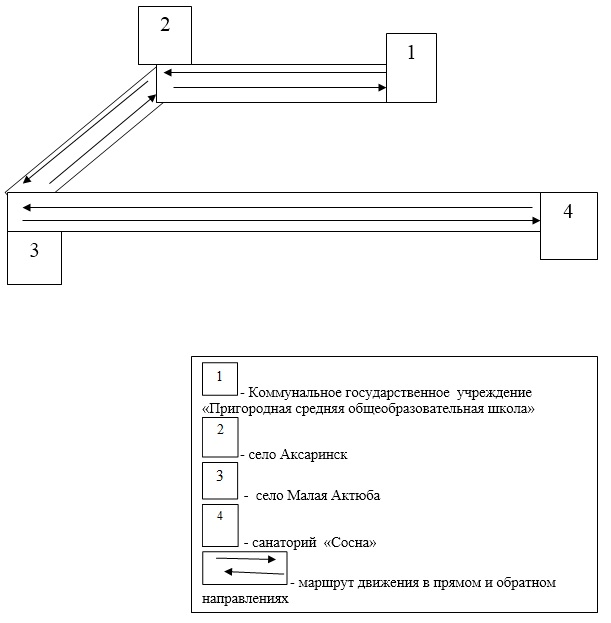 2
1
4
3
1
- Коммунальное государственное учреждение
«Пригородная средняя общеобразовательная школа»
2
- село Аксаринск
3
- село Малая Актюба
4
- санаторий «Сосна»
- маршрут движения в прямом и обратном
направлениях